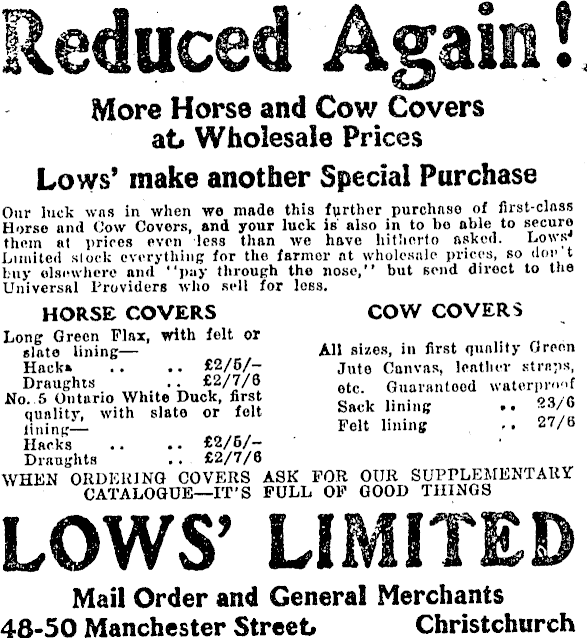 Reduced Again!
More Horse and Cow Covers
at Wholesale Prices
Lows' make another Special Purchase
Our luck was in when we made this further purchase of first-class
Horse and Cow Covers, and your luck is also in to be able to secure
them at prices even less than we have hitherto asked. Lows'
Limited stock everything for the farmer at wholesale prices, so don't
buy elsewhere and "pay through the nose," but send direct to the
Universal Providers who sell for less.
HORSE COVERS
Long Green Flax, with felt or
slate lining—
Hacks .. .. £2/5/-
Draughts .. £2/7/6
No. 5 Ontario White Duck, first
quality, with slate or felt
lining—
Hacks .. .. £2/5/-
Draughts .. £2/7/6
COW COVERS
All sizes, in first quality Green
Jute Canvas, leather straps,
etc. Guaranteed waterproof
Sack lining .. 23/6
Felt lining .. 27/6
WHEN ORDERING COVERS ASK FOR OUR SUPPLEMENTARY
CATALOGUE—IT'S FULL OF GOOD THINGS
LOWS' LIMITED
Mail Order and General Merchants
48-50 Manchester Street, Christchurch